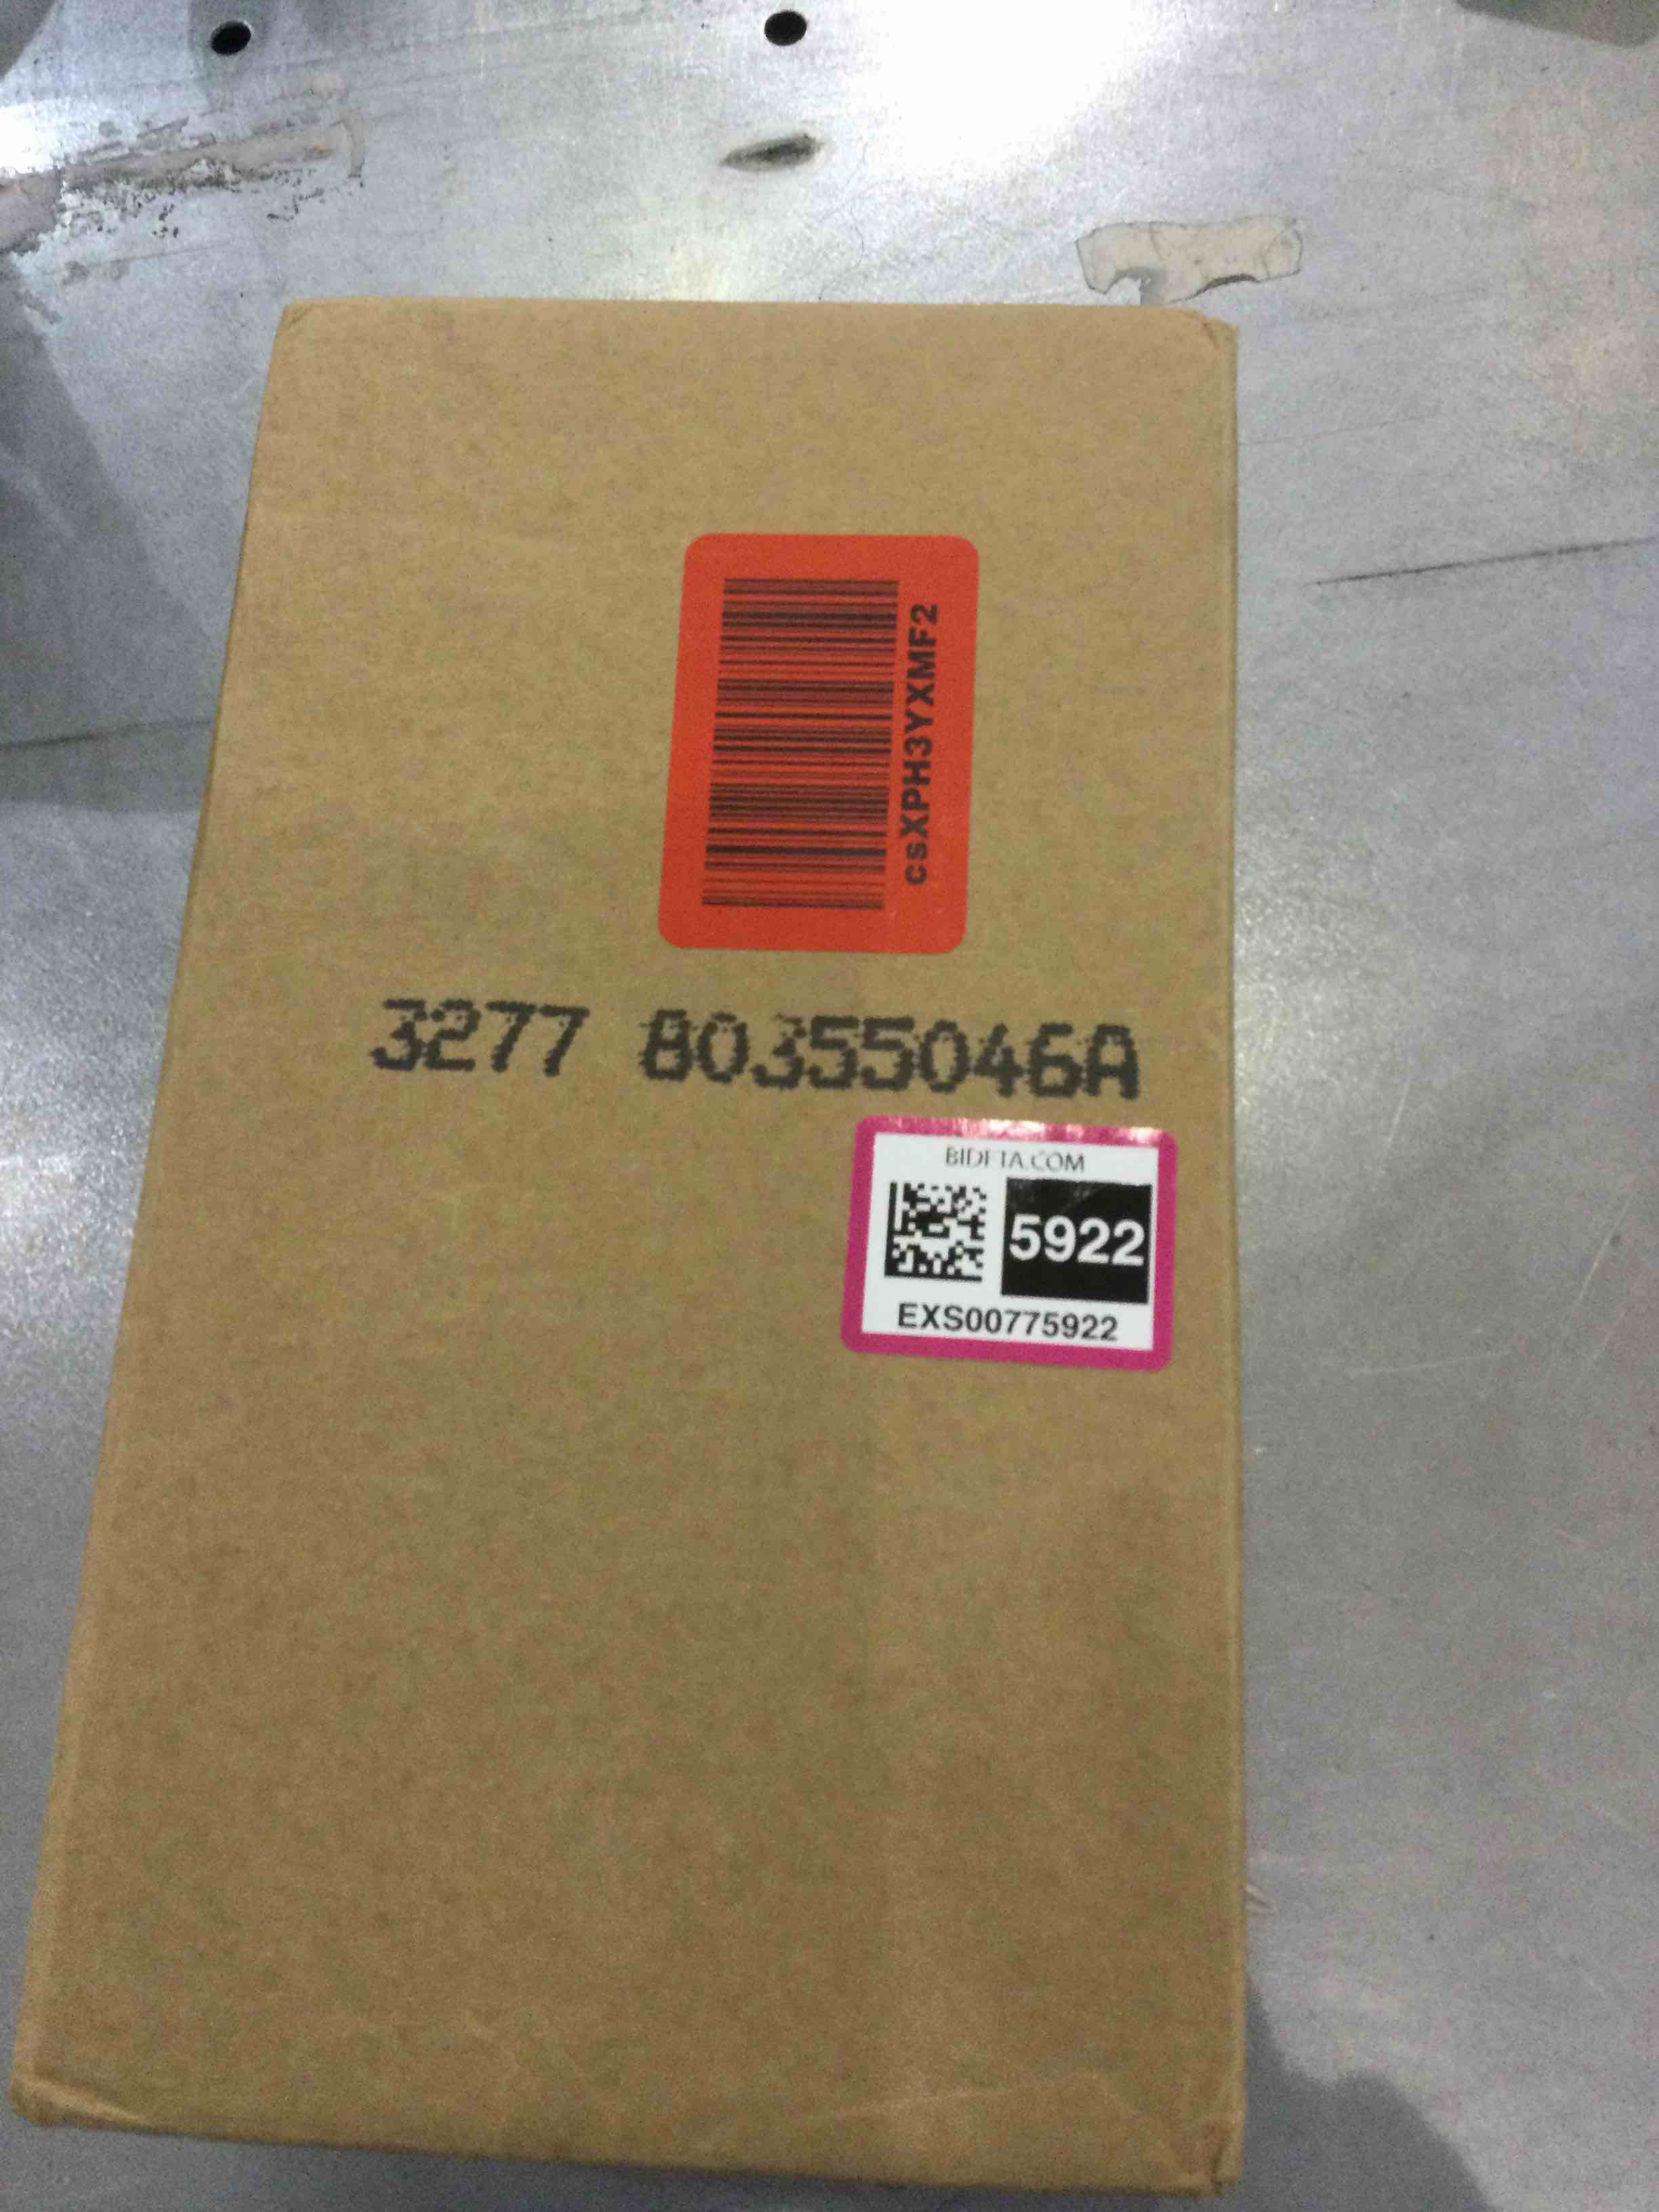 csXPH3YXMF2
3277 80355046A
BIDFTA.COM
5922
EXS00775922